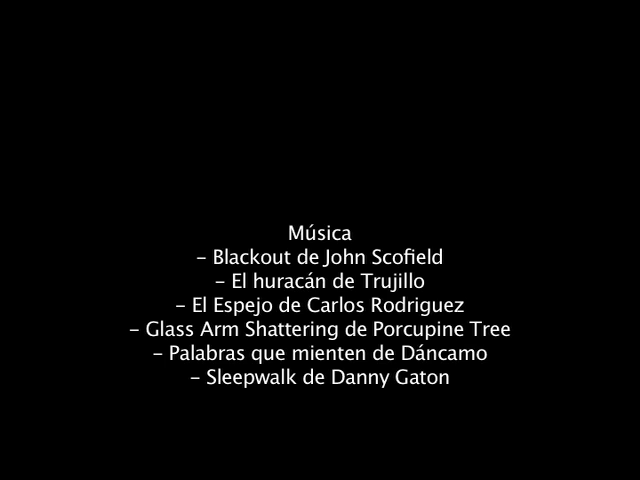 Música
- Blackout de John Scofield
- El huracán de Trujillo
- El Espejo de Carlos Rodriguez
- Glass Arm Shattering de Porcupine Tree
- Palabras que mienten de Dáncamo
- Sleepwalk de Danny Gaton